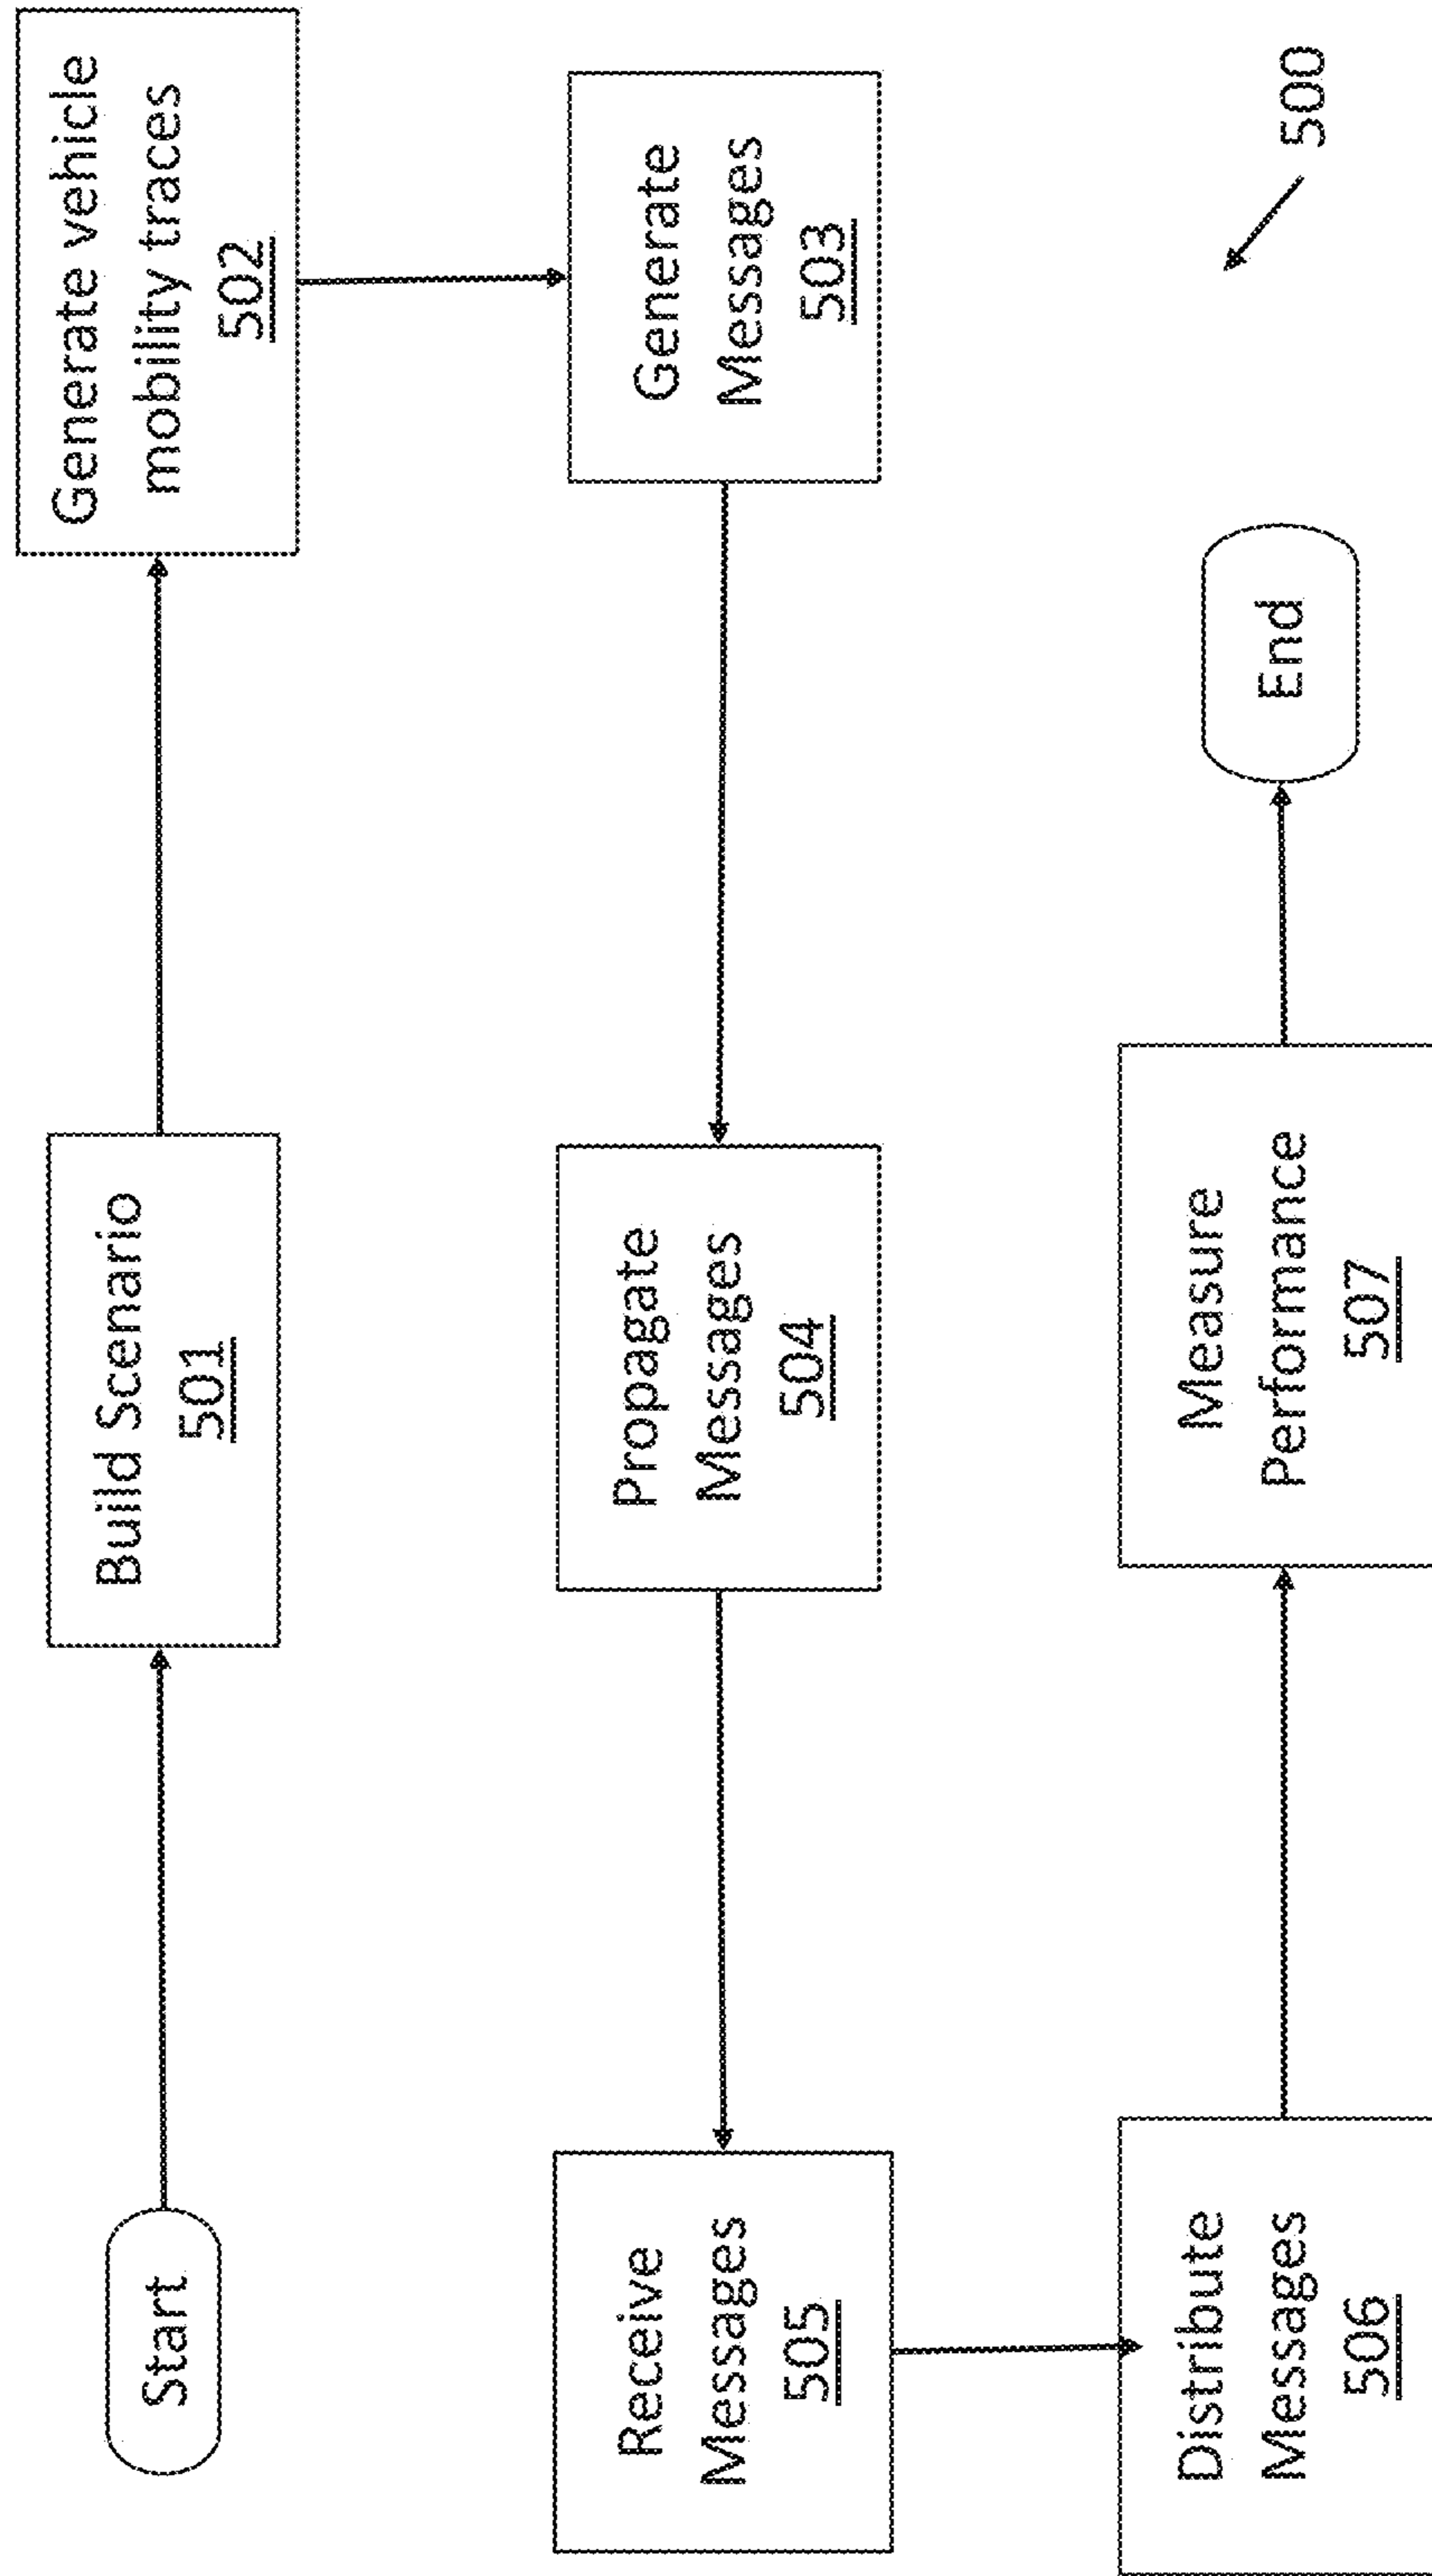 Start
Build Scenario
501
Generate vehicle
mobility traces
502
Generate
Messages
503
Propagate
Messages
504
Receive
Messages
505
Distribute
Messages
506
Measure
Performance
507
End
500